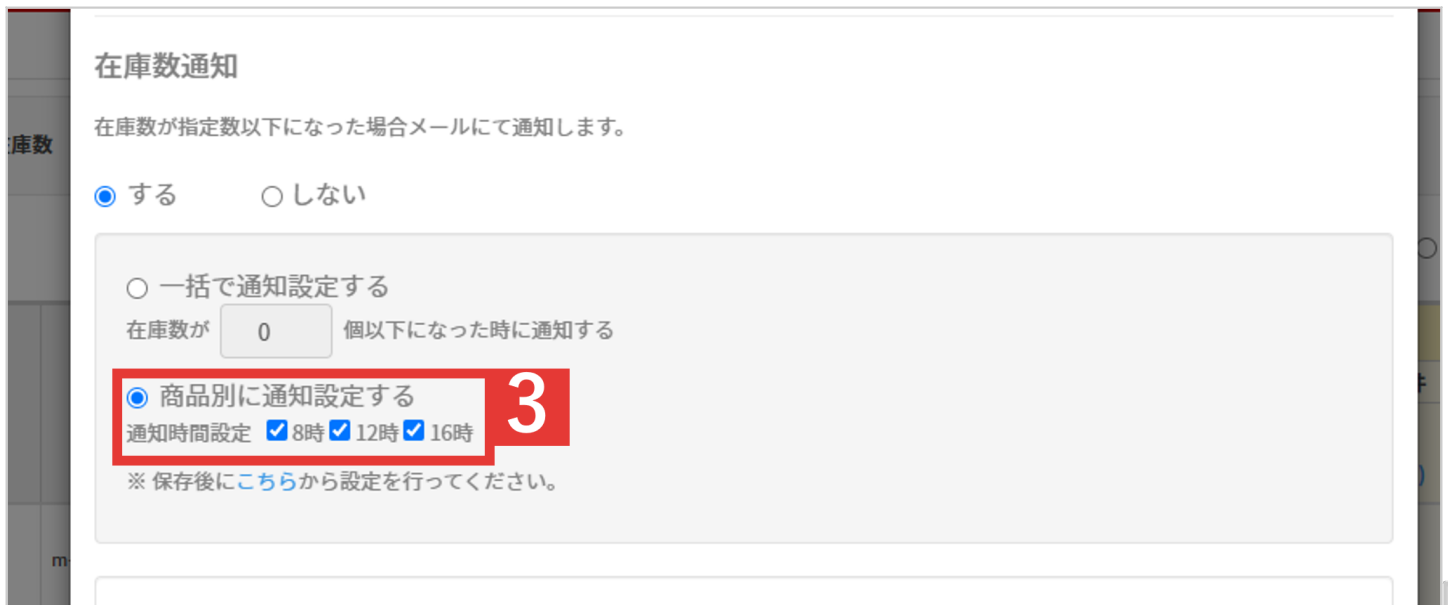 在庫数通知
在庫数が指定数以下になった場合メールにて通知します。
庫数
する しない
一括で通知設定する
在庫数が 0 個以下になった時に通知する
商品別に通知設定する
3
通知時間設定 8時 12時 16時
※ 保存後にこちらから設定を行ってください。
m-